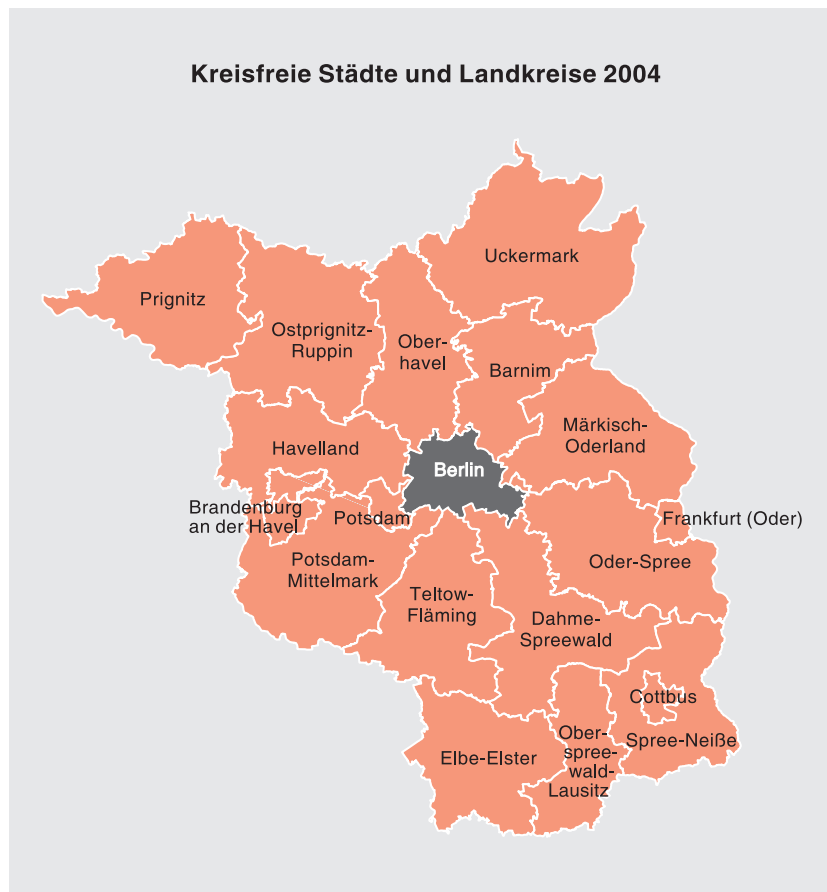 Kreisfreie Städte und Landkreise 2004
Uckermark
Prignitz
Ostprignitz-
Ruppin
Ober-
havel
Barnim
Märkisch-
Oderland
Havelland
Berlin
Brandenburg
an der Havel
Potsdam
Frankfurt (Oder)
Potsdam-
Mittelmark
Oder-Spree
Teltow-
Fläming
Dahme-
Spreewald
Cottbus
Spree-Neiße
Elbe-Elster
Ober-
spree-
wald-
Lausitz